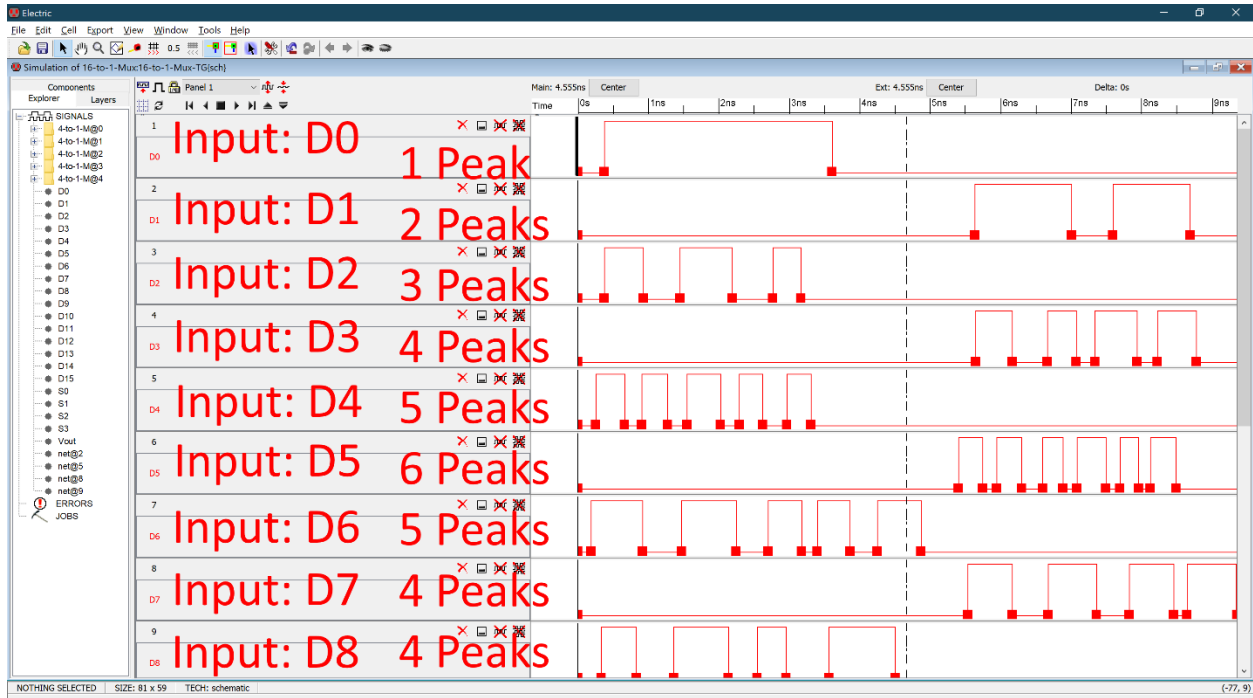 Electric
File Edit Cell Export View Window Tools Help
0.5
Simulation of 16-to-1-Mux:16-to-1-Mux-TG{sch}
Components
Explorer Layers
SIGNALS
4-to-1-M@0
4-to-1-M@1
4-to-1-M@2
4-to-1-M@3
4-to-1-M@4
D0
D1
D2
D3
D4
D5
D6
D7
D8
D9
D10
D11
D12
D13
D14
D15
S0
S1
S2
S3
Vout
net@2
net@5
net@8
net@9
ERRORS
JOBS
Panel 1
Main: 4.555ns Center Ext: 4.555ns Center Delta: 0s
Time 0s 1ns 2ns 3ns 4ns 5ns 6ns 7ns 8ns 9ns
1
D0 Input: D0 1 Peak
2
D1 Input: D1 2 Peaks
3
D2 Input: D2 3 Peaks
4
D3 Input: D3 4 Peaks
5
D4 Input: D4 5 Peaks
6
D5 Input: D5 6 Peaks
7
D6 Input: D6 5 Peaks
8
D7 Input: D7 4 Peaks
9
D8 Input: D8 4 Peaks
NOTHING SELECTED SIZE: 81 x 59 TECH: schematic (-77, 9)